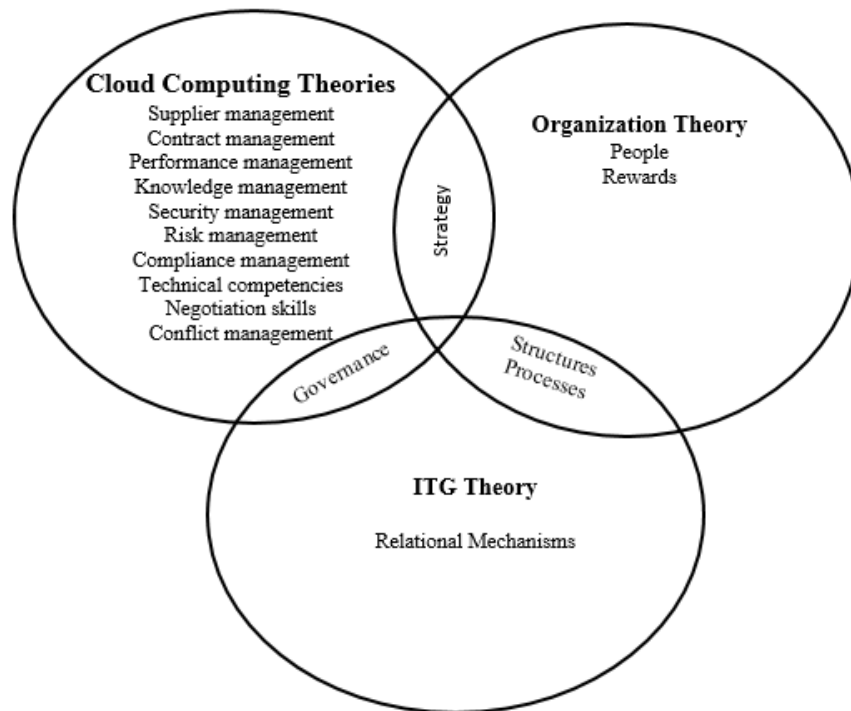 Cloud Computing Theories
Supplier management
Contract management
Performance management
Knowledge management
Security management
Risk management
Compliance management
Technical competencies
Negotiation skills
Conflict management
Strategy
Organization Theory
People
Rewards
Governance
Structures
Processes
ITG Theory
Relational Mechanisms